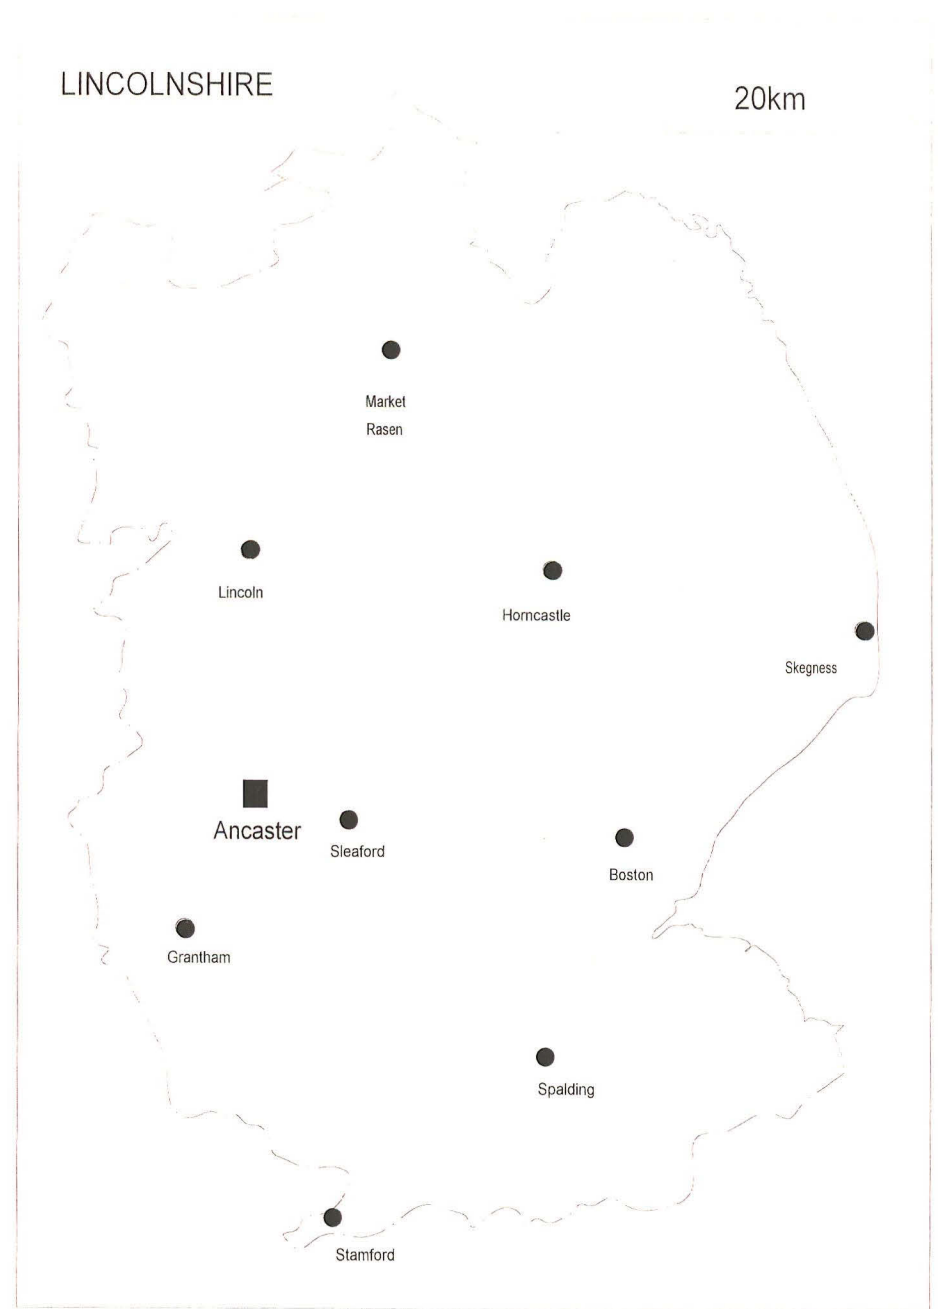 LINCOLNSHIRE
20km
Market
Rasen
Lincoln
Horncastle
Skegness
Ancaster
Sleaford
Boston
Grantham
Spalding
Stamford